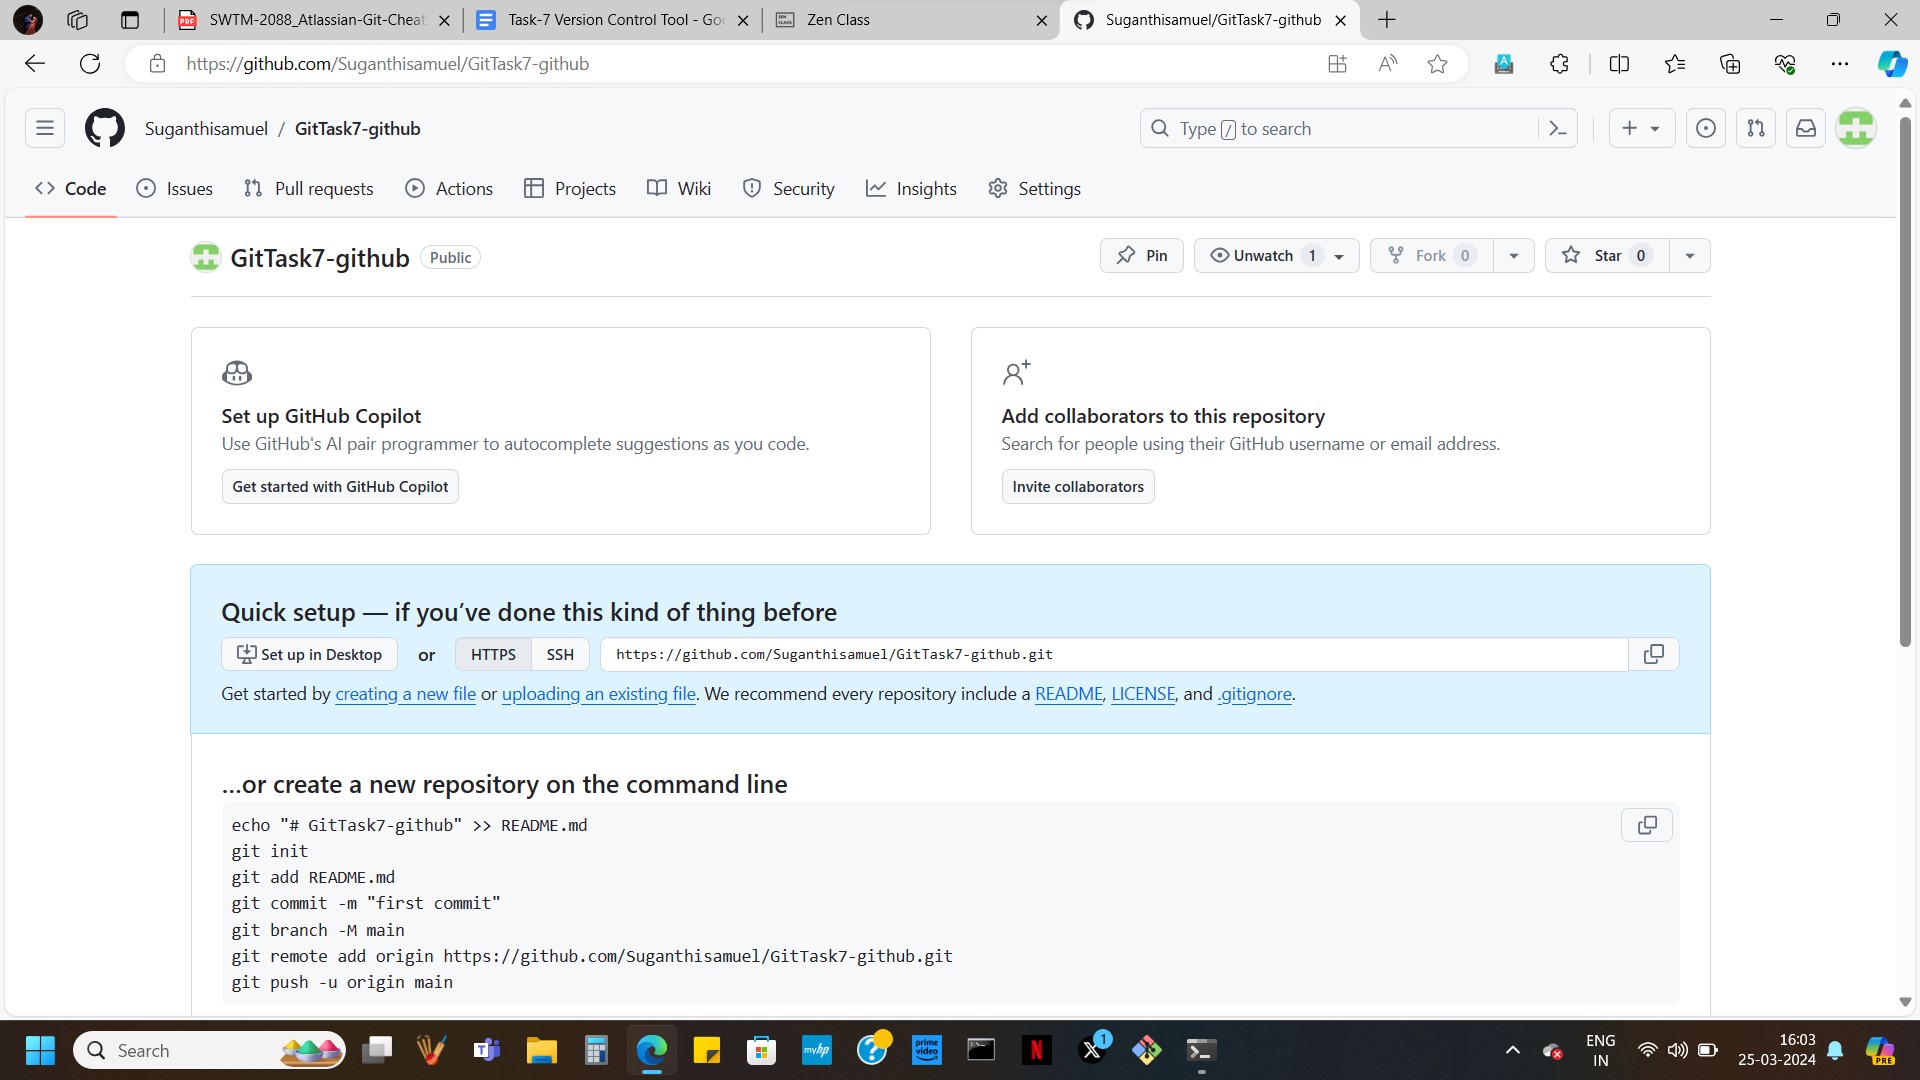 SWTM-2088_Atlassian-Git-Cheat
Task-7 Version Control Tool - Goo
Zen Class
Suganthisamuel/GitTask7-github
https://github.com/Suganthisamuel/GitTask7-github
Suganthisamuel / GitTask7-github
Type / to search
Code
Issues
Pull requests
Actions
Projects
Wiki
Security
Insights
Settings
GitTask7-github
Public
Pin
Unwatch 1
Fork 0
Star 0
Set up GitHub Copilot
Use GitHub's AI pair programmer to autocomplete suggestions as you code.
Get started with GitHub Copilot
Add collaborators to this repository
Search for people using their GitHub username or email address.
Invite collaborators
Quick setup — if you’ve done this kind of thing before
Set up in Desktop
or
HTTPS
SSH
https://github.com/Suganthisamuel/GitTask7-github.git
Get started by creating a new file or uploading an existing file. We recommend every repository include a README, LICENSE, and .gitignore.
…or create a new repository on the command line
echo "# GitTask7-github" >> README.md
git init
git add README.md
git commit -m "first commit"
git branch -M main
git remote add origin https://github.com/Suganthisamuel/GitTask7-github.git
git push -u origin main
Search
myhp
prime video
1
ENG
IN
16:03
25-03-2024
PRE